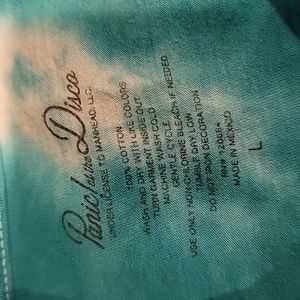 Panic! at the Disco
UNDER LICENSE TO MANHEAD, LLC.
100% COTTON
WASH AND DRY WITH LIKE COLORS
TURN GARMENT INSIDE OUT
MACHINE WASH COLD
GENTLE CYCLE
USE ONLY NON CHLORINE BLEACH IF NEEDED
TUMBLE DRY LOW
DO NOT IRON DECORATION
MADE IN MEXICO
L